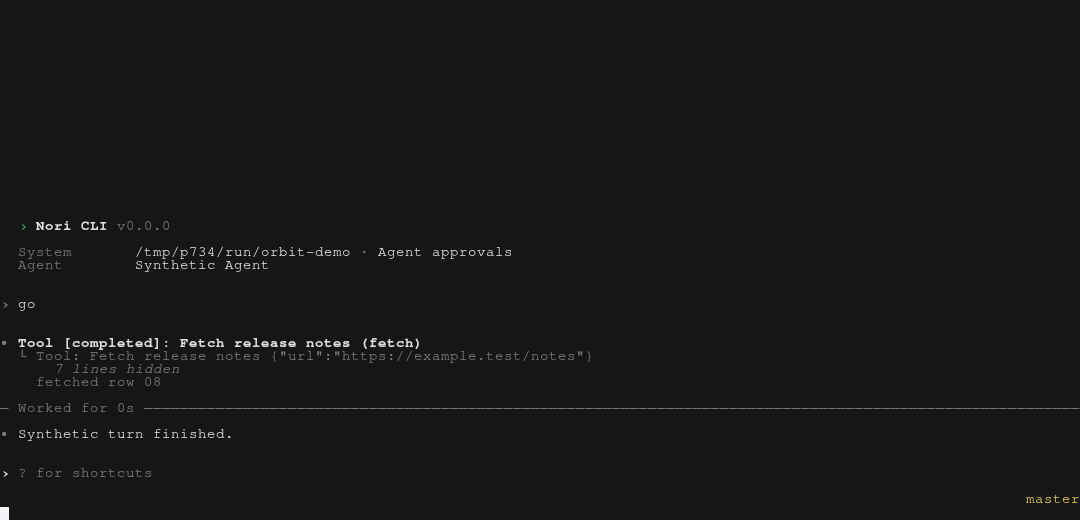 › Nori CLI v0.0.0
System /tmp/p734/run/orbit-demo · Agent approvals
Agent Synthetic Agent
› go
• Tool [completed]: Fetch release notes (fetch)
└ Tool: Fetch release notes {"url":"https://example.test/notes"}
7 lines hidden
fetched row 08
─ Worked for 0s ─
• Synthetic turn finished.
› ? for shortcuts
master